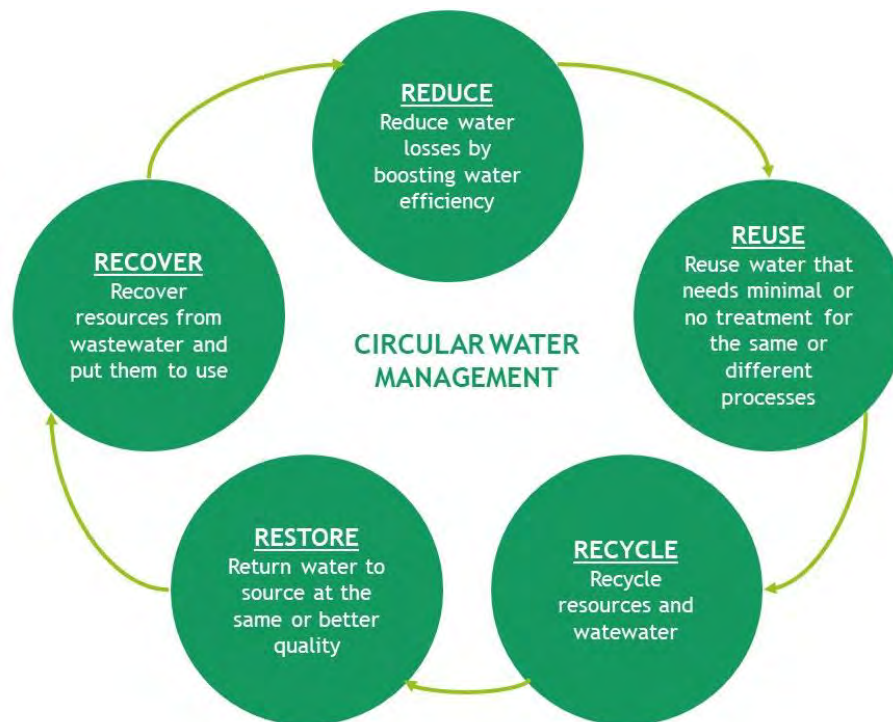 REDUCE
Reduce water
losses by
boosting water
efficiency
REUSE
Reuse water that
needs minimal or
no treatment for
the same or
different
processes
RECYCLE
Recycle
resources and
watewater
RESTORE
Return water to
source at the
same or better
quality
RECOVER
Recover
resources from
wastewater and
put them to use
CIRCULAR WATER
MANAGEMENT